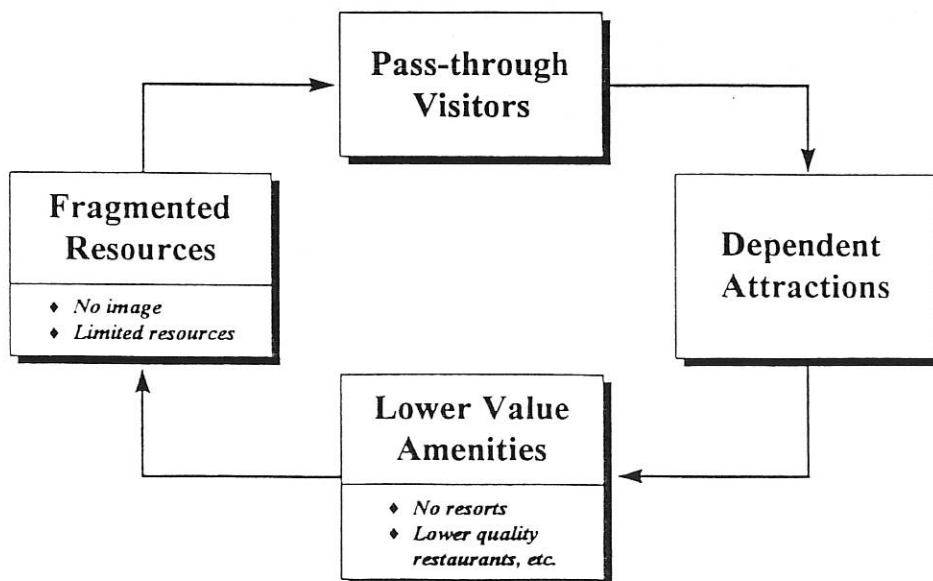 Pass-through
Visitors
Fragmented
Resources
♦ No image
♦ Limited resources
Dependent
Attractions
Lower Value
Amenities
♦ No resorts
♦ Lower quality
restaurants, etc.